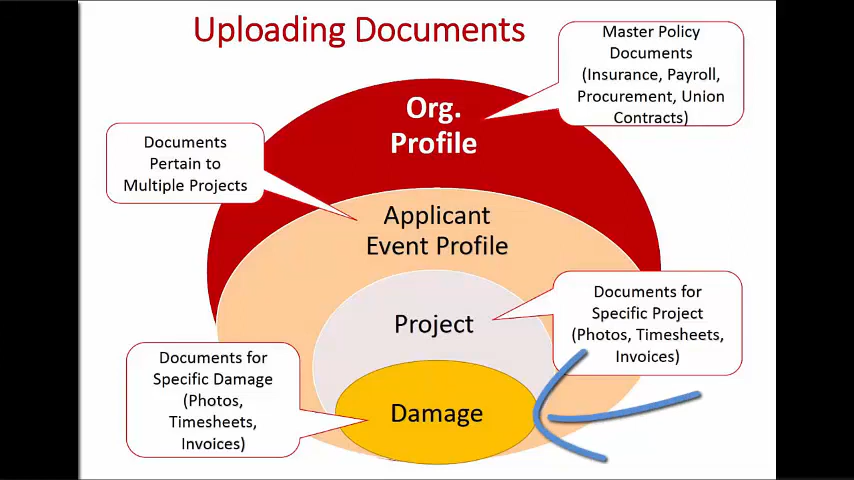 Uploading Documents
Master Policy
Documents
(Insurance, Payroll,
Procurement, Union
Contracts)
Org.
Profile
Documents
Pertain to
Multiple Projects
Applicant
Event Profile
Documents for
Specific Project
(Photos, Timesheets,
Invoices)
Project
Documents for
Specific Damage
(Photos,
Timesheets,
Invoices)
Damage